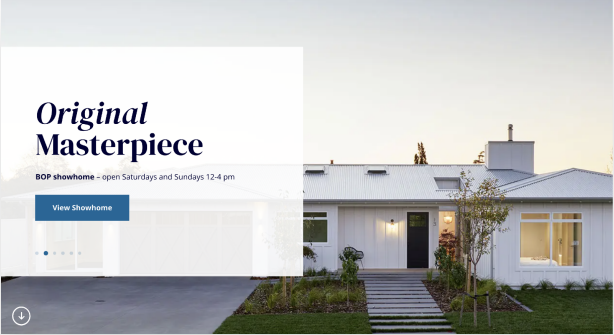 Original
Masterpiece
BOP showhome – open Saturdays and Sundays 12-4 pm
View Showhome